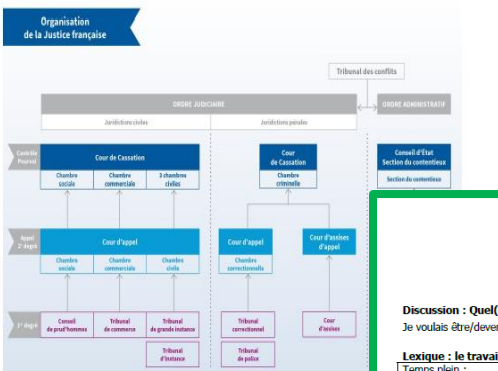 Organisation
de la Justice française
Tribunal des conflits
ORDRE JUDICIAIRE
ORDRE ADMINISTRATIF
Juridictions civiles
Juridictions pénales
Contrôle
Pourvoi
Cour de Cassation
Cour
de Cassation
Conseil d'État
Section du contentieux
Chambre
sociale
Chambre
commerciale
3 chambres
civiles
Chambre
criminelle
Section du contentieux
Appel
2e degré
Cour d'appel
Cour d'appel
Cour d'assises
d'appel
Chambre
sociale
Chambre
commerciale
Chambre
civile
Chambre
correctionnelle
1er degré
Conseil
de prud'hommes
Tribunal
de commerce
Tribunal
de grande instance
Tribunal
correctionnel
Cour
d'assises
Tribunal
d'instance
Tribunal
de police
Discussion : Quel(
Je voulais être/deven
Lexique : le travai
Temps plein :